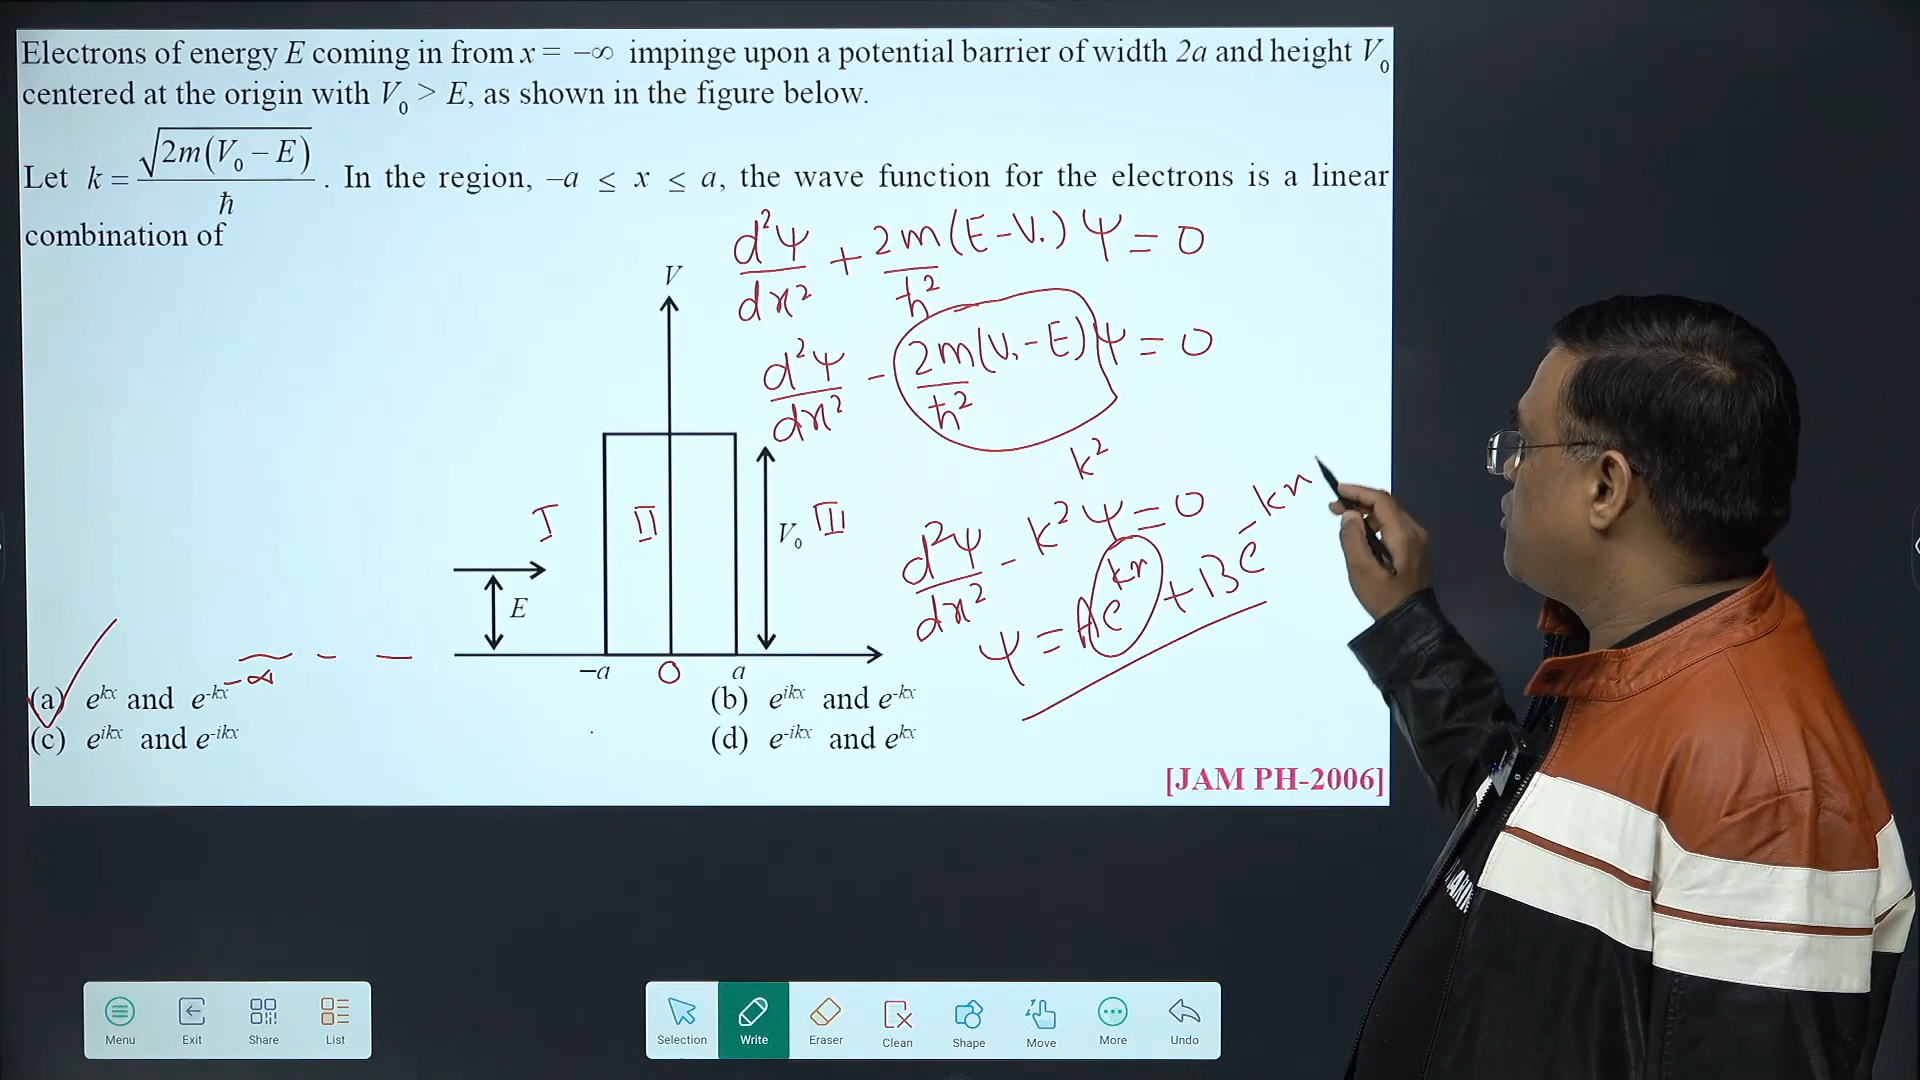 Electrons of energy E coming in from x = −∞ impinge upon a potential barrier of width 2a and height V₀
centered at the origin with V₀ > E, as shown in the figure below.
Let k = √(2m(V₀ − E)) / ħ . In the region, −a ≤ x ≤ a, the wave function for the electrons is a linear
combination of
d²ψ/dx² + 2m/ħ² (E − V₀) ψ = 0
V
d²ψ/dx² − 2m/ħ² (V₀ − E) ψ = 0
k²
I II V₀ III
d²ψ/dx² − k²ψ = 0
E
ψ = Ae^kx + Be^-kx
−a 0 a
−∞
(a) e^kx and e^-kx (b) e^ikx and e^-kx
(c) e^ikx and e^-ikx (d) e^-ikx and e^kx
[JAM PH-2006]
Menu Exit Share List Selection Write Eraser Clean Shape Move More Undo